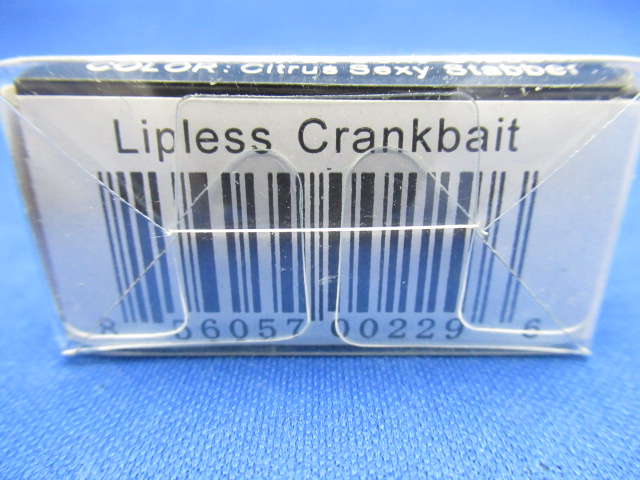 COLOR: Citrus Sexy Stabber
Lipless Crankbait
8 56057 00229 6